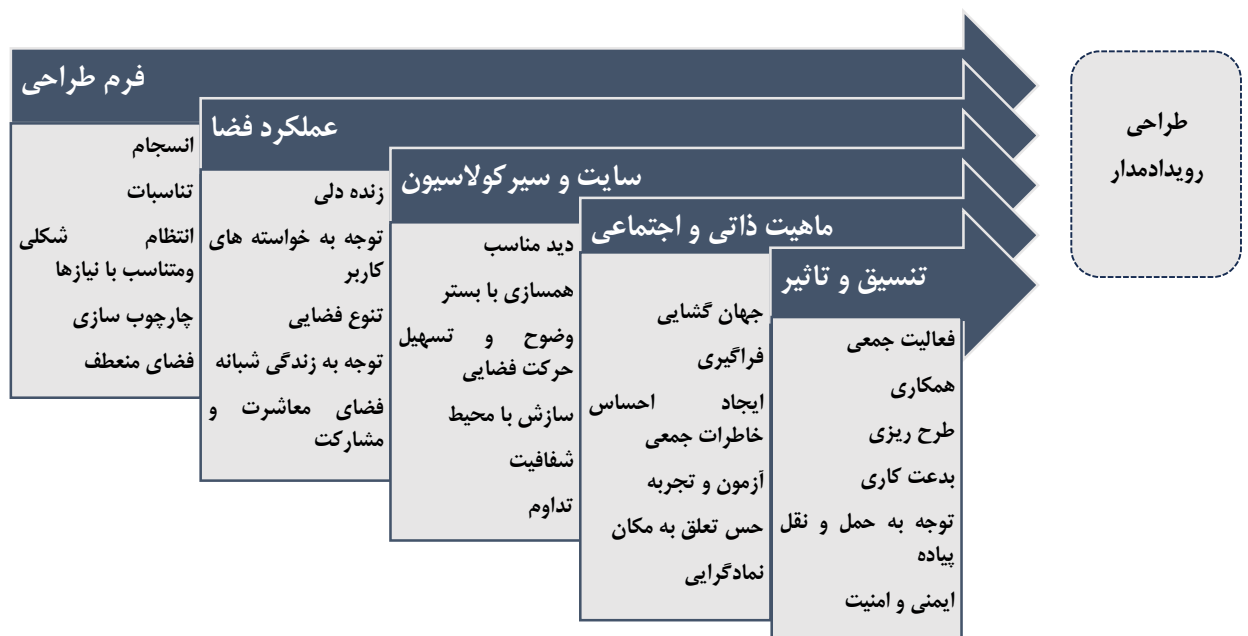 فرم طراحی
انسجام
تناسبات
انتظام شکلی
ومتناسب با نیازها
چارچوب سازی
فضای منعطف
عملکرد فضا
زنده دلی
توجه به خواسته های
کاربر
تنوع فضایی
توجه به زندگی شبانه
فضای معاشرت و
مشارکت
سایت و سیرکولاسیون
دید مناسب
همسازی با بستر
وضوح و تسهیل
حرکت فضایی
سازش با محیط
شفافیت
تداوم
ماهیت ذاتی و اجتماعی
جهان گشایی
فراگیری
ایجاد احساس
خاطرات جمعی
آزمون و تجربه
حس تعلق به مکان
نمادگرایی
تنسیق و تاثیر
فعالیت جمعی
همکاری
طرح ریزی
بدعت کاری
توجه به حمل و نقل
پیاده
ایمنی و امنیت
طراحی
رویدادمدار